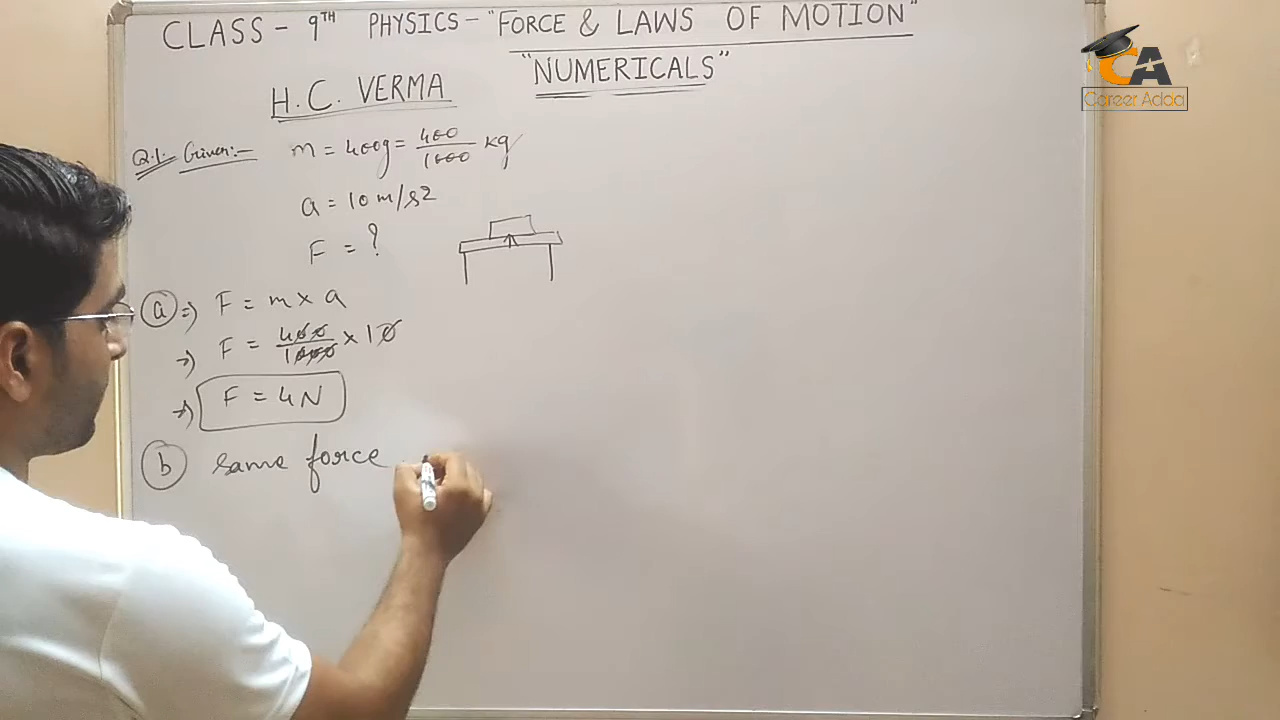 CLASS - 9TH PHYSICS - "FORCE & LAWS OF MOTION"
"NUMERICALS"
H.C. VERMA
Q.1. Given:- m = 400g = 400/1000 kg
a = 10 m/s2
F = ?
(a) => F = m × a
=> F = 400/1000 × 10
=> F = 4N
(b) same force
CA
Career Adda